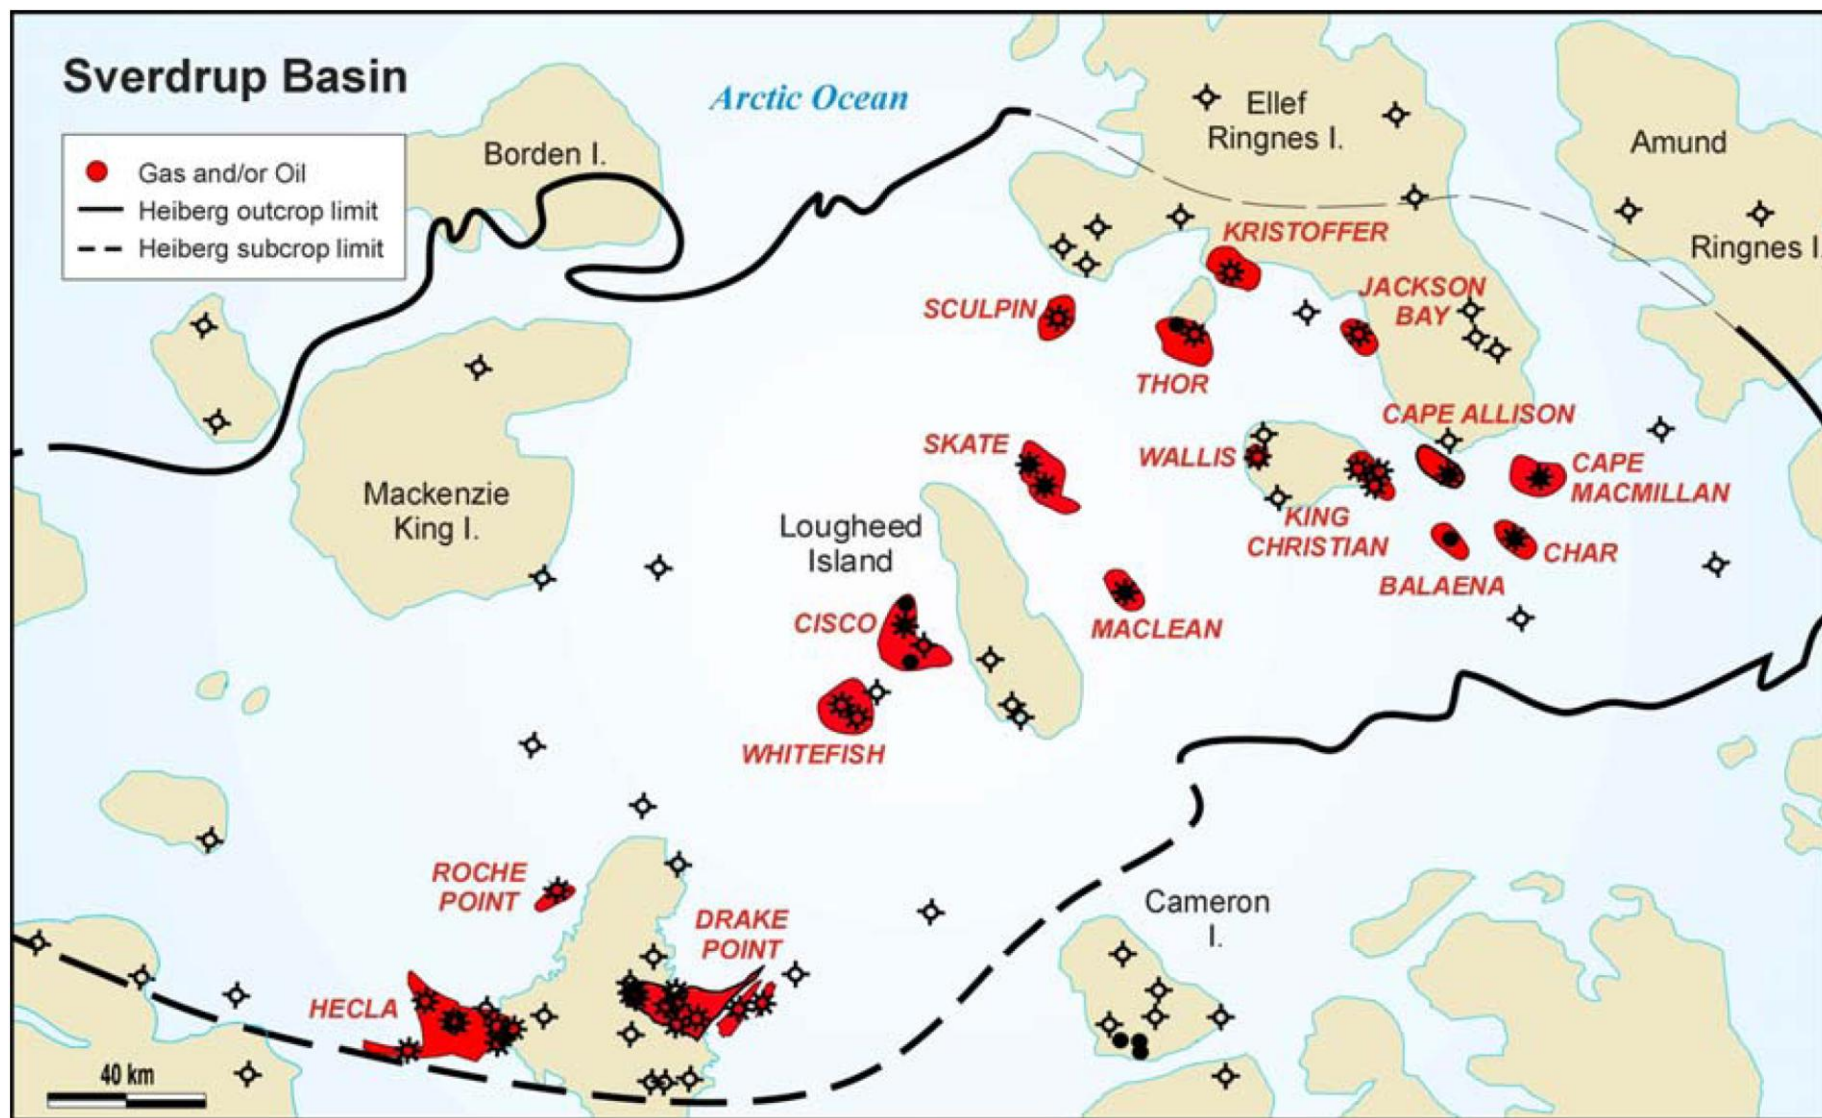 Sverdrup Basin
Arctic Ocean
Gas and/or Oil
Heiberg outcrop limit
Heiberg subcrop limit
Borden I.
Ellef
Ringnes I.
Amund
Ringnes I.
KRISTOFFER
JACKSON
BAY
SCULPIN
THOR
CAPE ALLISON
SKATE
WALLIS
CAPE
MACMILLAN
Mackenzie
King I.
KING
CHRISTIAN
Lougheed
Island
CHAR
BALAENA
CISCO
MACLEAN
WHITEFISH
ROCHE
POINT
DRAKE
POINT
Cameron
I.
HECLA
40 km